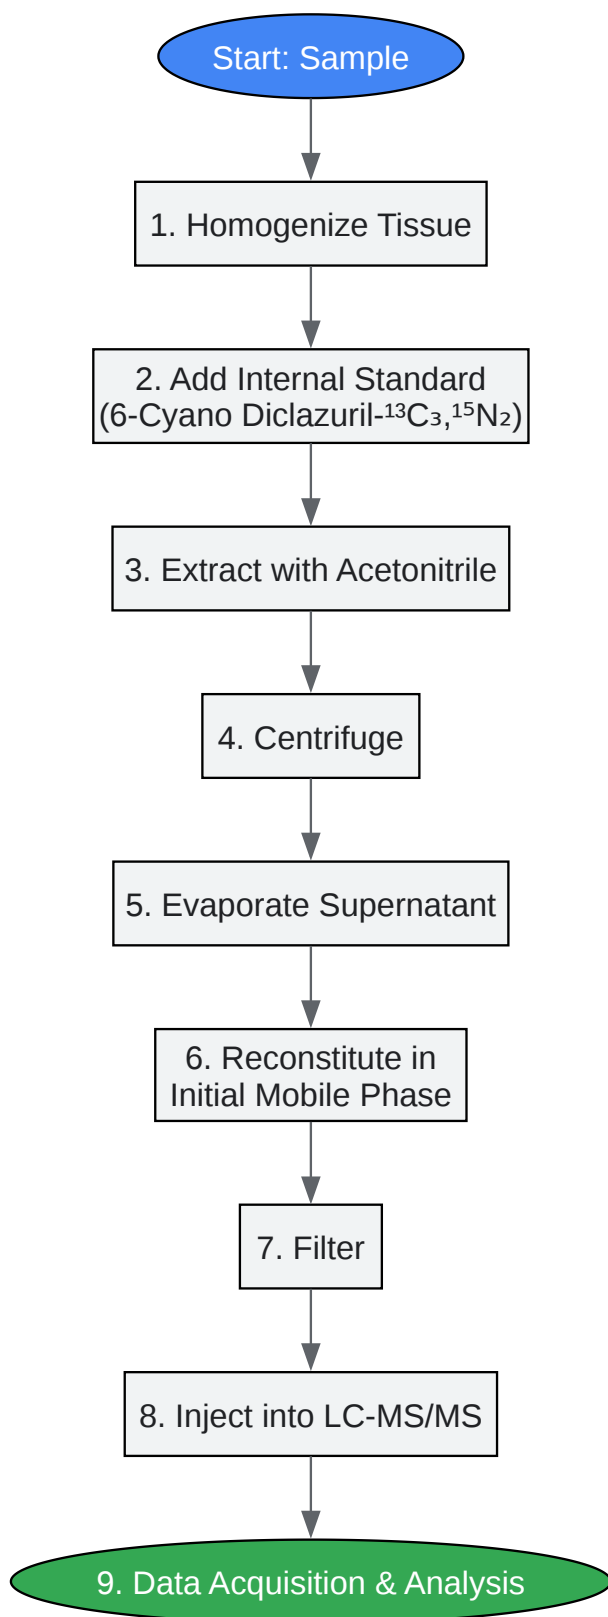 Start: Sample
1. Homogenize Tissue
2. Add Internal Standard
(6-Cyano Diclazuril-¹³C₃,¹⁵N₂)
3. Extract with Acetonitrile
4. Centrifuge
5. Evaporate Supernatant
6. Reconstitute in
Initial Mobile Phase
7. Filter
8. Inject into LC-MS/MS
9. Data Acquisition & Analysis